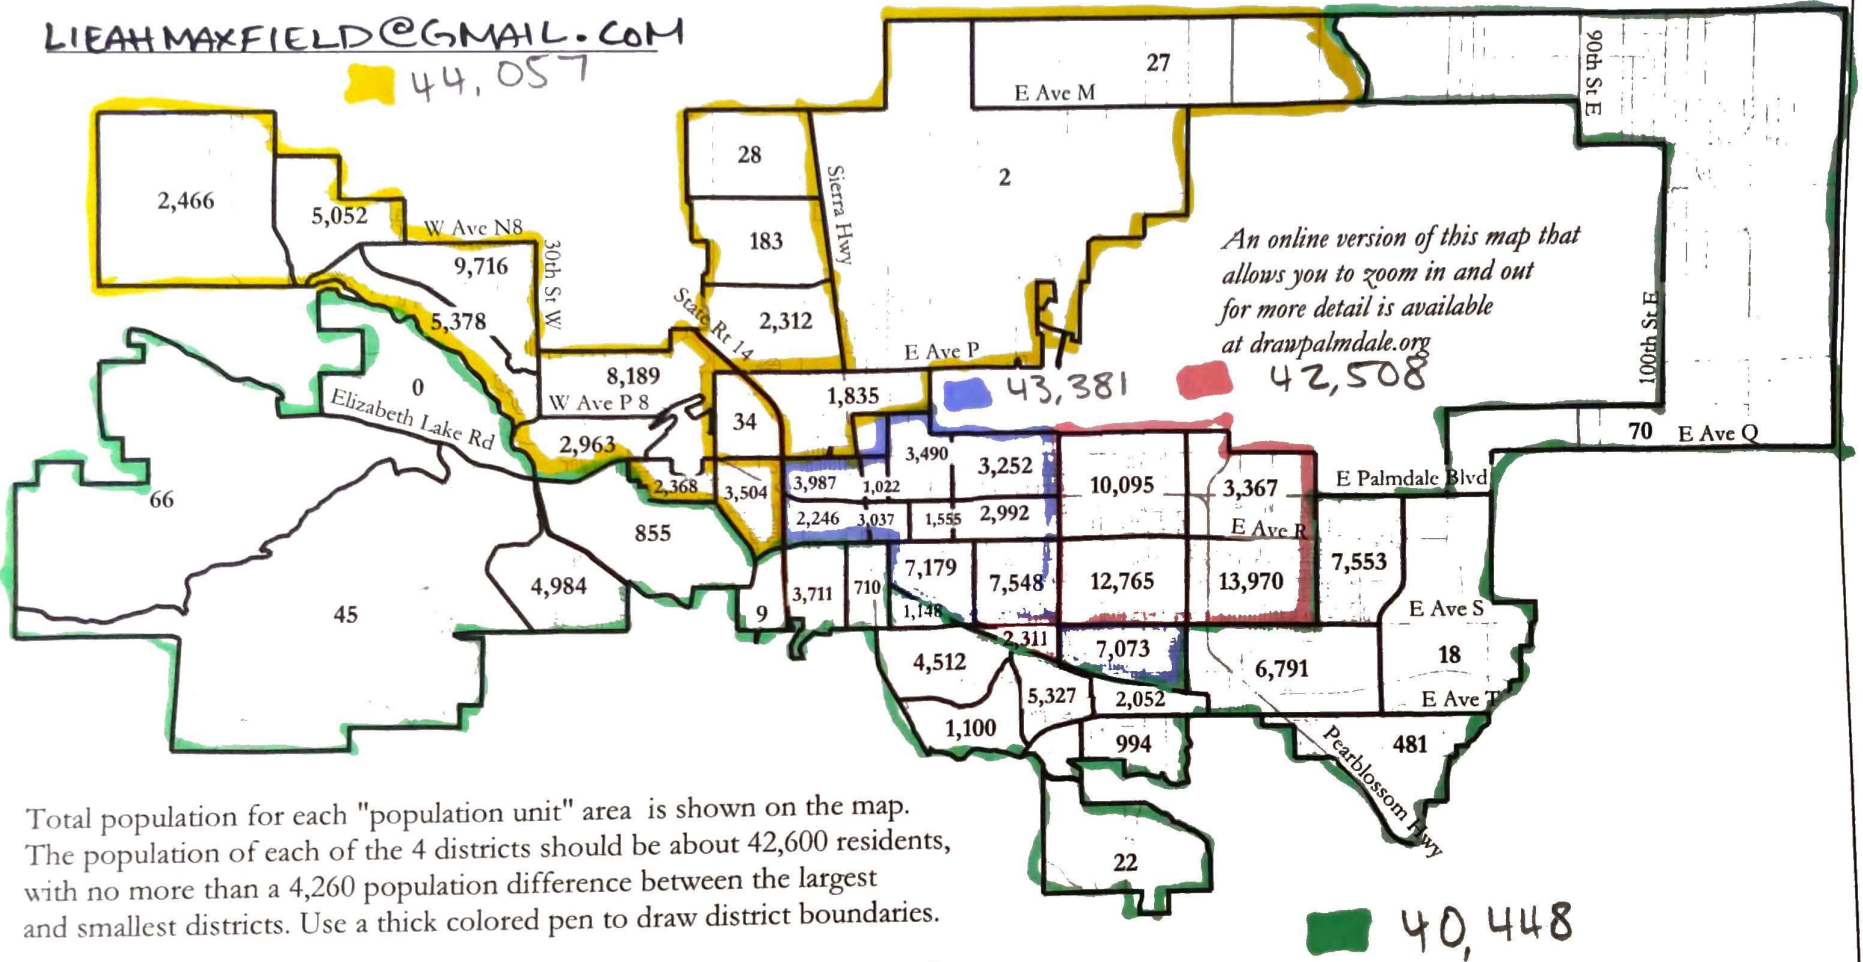 LIEAHMAXFIELD@GMAIL.COM
44,057
27
E Ave M
90th St E
28
2
2,466
5,052
W Ave N8
183
Sierra Hwy
9,716
30th St W
An online version of this map that
allows you to zoom in and out
for more detail is available
at drawpalmdale.org
100th St E
5,378
State Rt 14
2,312
E Ave P
43,381
42,508
0
8,189
1,835
W Ave P 8
Elizabeth Lake Rd
34
2,963
3,490
3,252
70
E Ave Q
66
2,368
3,504
3,987
1,022
10,095
3,367
E Palmdale Blvd
855
2,246
3,037
1,555
2,992
E Ave R
7,553
4,984
7,179
7,548
12,765
13,970
45
9
3,711
710
1,148
E Ave S
2,311
7,073
4,512
6,791
18
5,327
2,052
E Ave T
1,100
994
Pearblossom Hwy
481
22
Total population for each "population unit" area is shown on the map.
The population of each of the 4 districts should be about 42,600 residents,
with no more than a 4,260 population difference between the largest
and smallest districts. Use a thick colored pen to draw district boundaries.
40,448